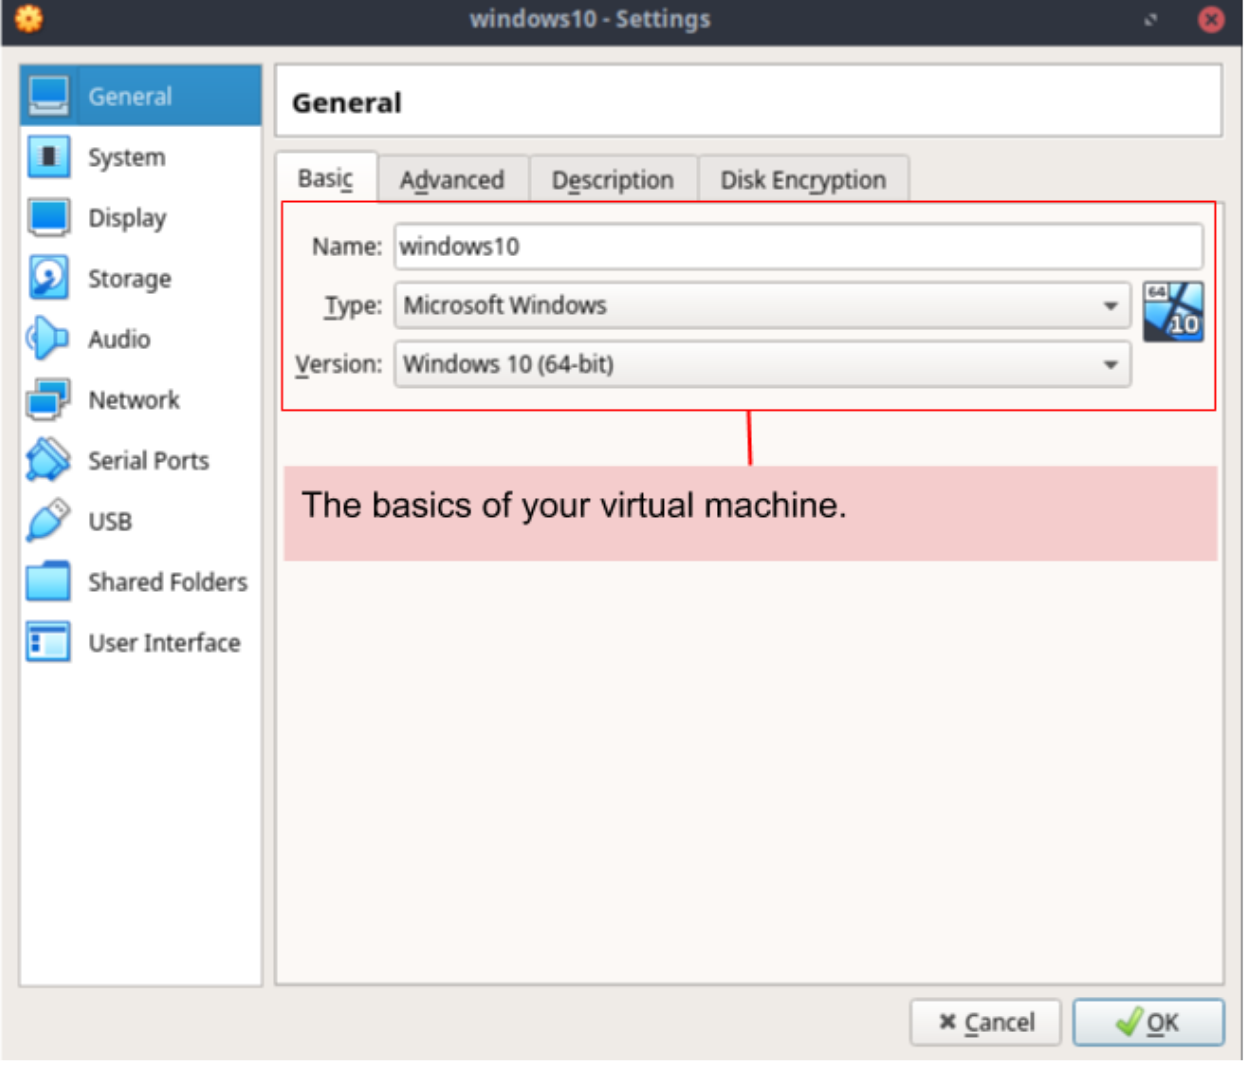 windows10 - Settings
General
System
Display
Storage
Audio
Network
Serial Ports
USB
Shared Folders
User Interface
General
Basic
Advanced
Description
Disk Encryption
Name:
windows10
Type:
Microsoft Windows
64
10
Version:
Windows 10 (64-bit)
The basics of your virtual machine.
Cancel
OK